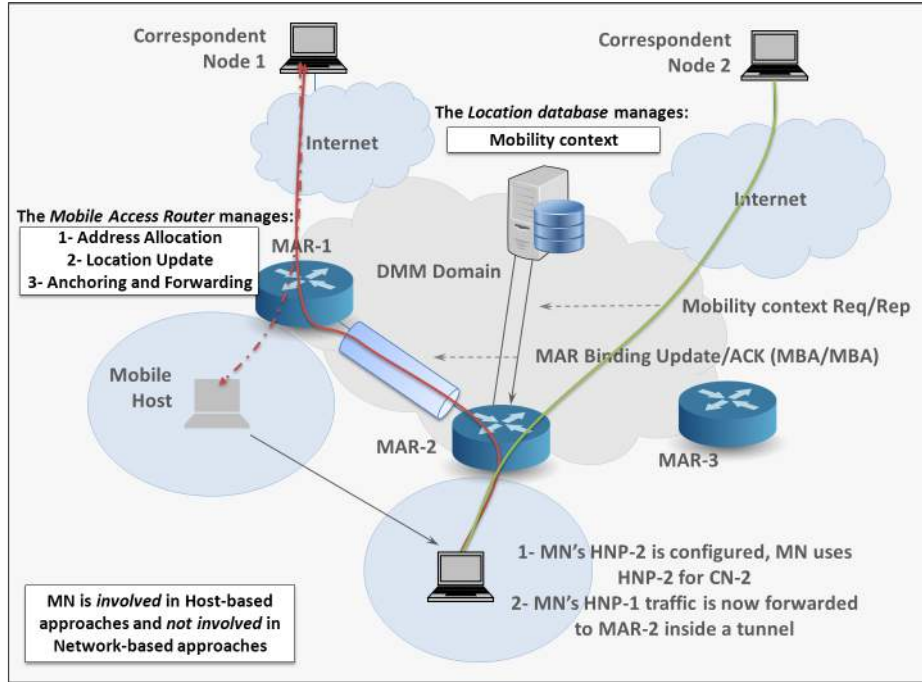 Correspondent
Node 1
Correspondent
Node 2
The Location database manages:
Mobility context
Internet
Internet
The Mobile Access Router manages:
1- Address Allocation
2- Location Update
3- Anchoring and Forwarding
MAR-1
DMM Domain
Mobility context Req/Rep
MAR Binding Update/ACK (MBA/MBA)
Mobile
Host
MAR-2
MAR-3
1- MN's HNP-2 is configured, MN uses
HNP-2 for CN-2
2- MN's HNP-1 traffic is now forwarded
to MAR-2 inside a tunnel
MN is involved in Host-based
approaches and not involved in
Network-based approaches